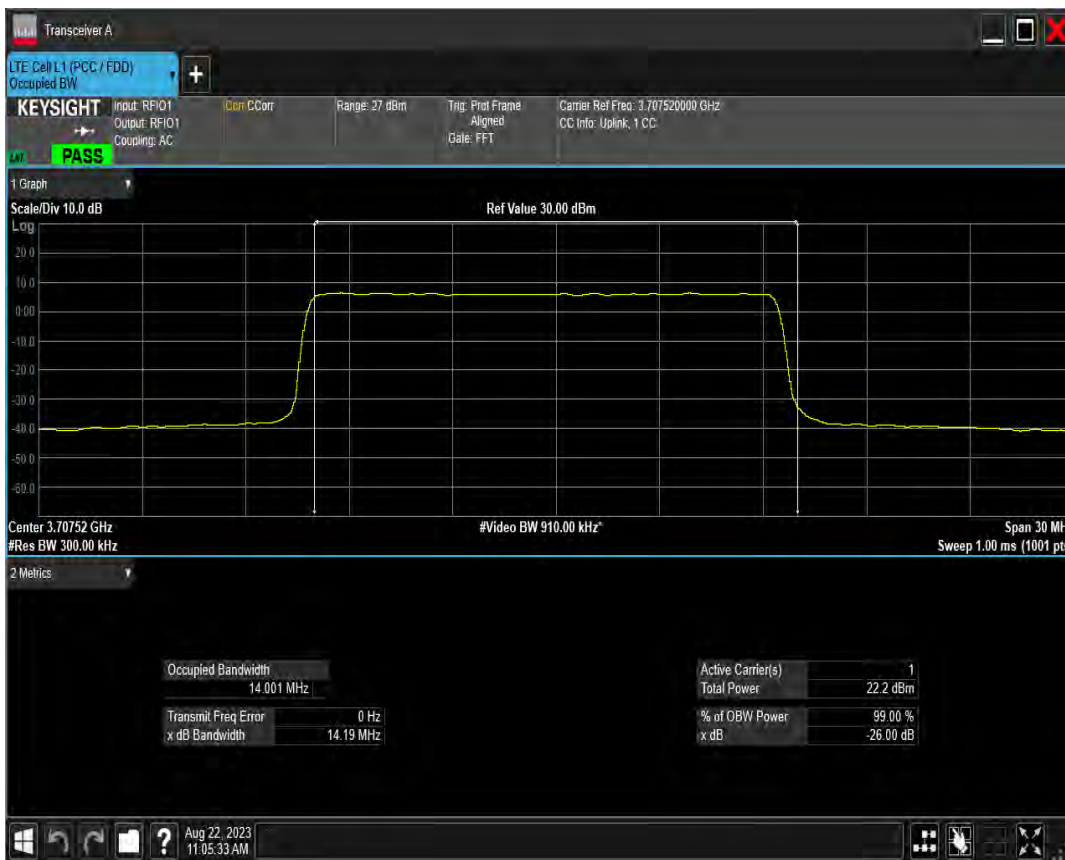 Transceiver A
LTE Cell L1 (PCC / FDD)
Occupied BW
KEYSIGHT
PASS
Input: RFIO1
Output: RFIO1
Coupling: AC
Corr CCorr
Range: 27 dBm
Trig: Prot Frame
Aligned
Gate: FFT
Carrier Ref Freq: 3.707520000 GHz
CC Info: Uplink, 1 CC
1 Graph
Scale/Div 10.0 dB
Ref Value 30.00 dBm
Log
20.0
10.0
0.00
-10.0
-20.0
-30.0
-40.0
-50.0
-60.0
Center 3.70752 GHz
#Video BW 910.00 kHz*
Span 30 MH
#Res BW 300.00 kHz
Sweep 1.00 ms (1001 pt
2 Metrics
Occupied Bandwidth
14.001 MHz
Transmit Freq Error 0 Hz
x dB Bandwidth 14.19 MHz
Active Carrier(s) 1
Total Power 22.2 dBm
% of OBW Power 99.00 %
x dB -26.00 dB
Aug 22, 2023
11:05:33 AM